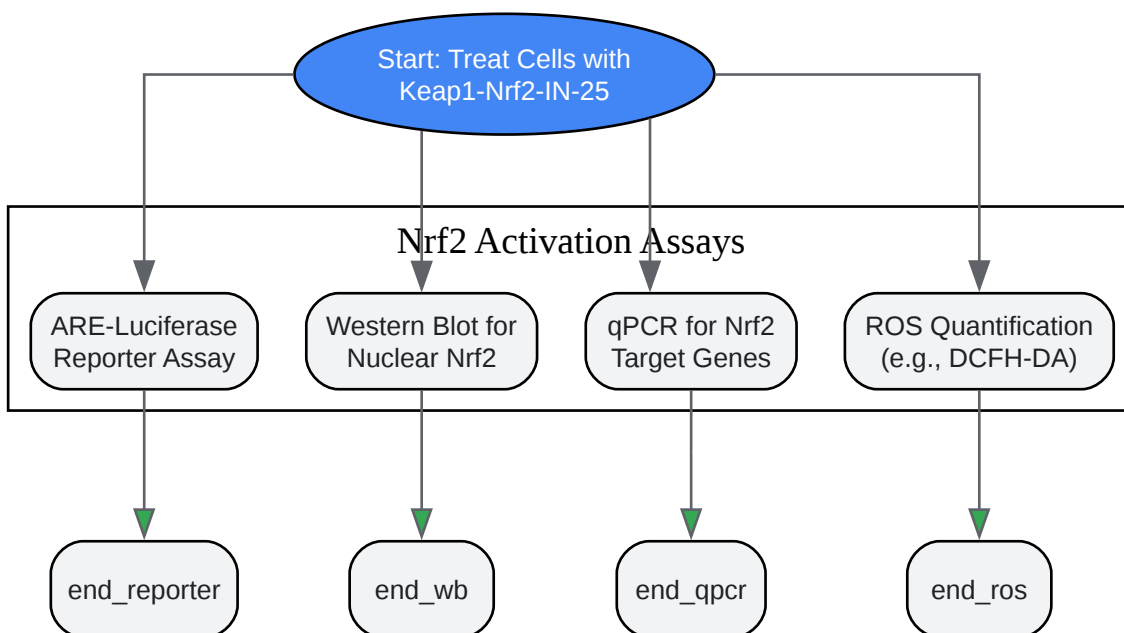 Start: Treat Cells with
Keap1-Nrf2-IN-25
Nrf2 Activation Assays
ARE-Luciferase
Reporter Assay
Western Blot for
Nuclear Nrf2
qPCR for Nrf2
Target Genes
ROS Quantification
(e.g., DCFH-DA)
end_reporter
end_wb
end_qpcr
end_ros